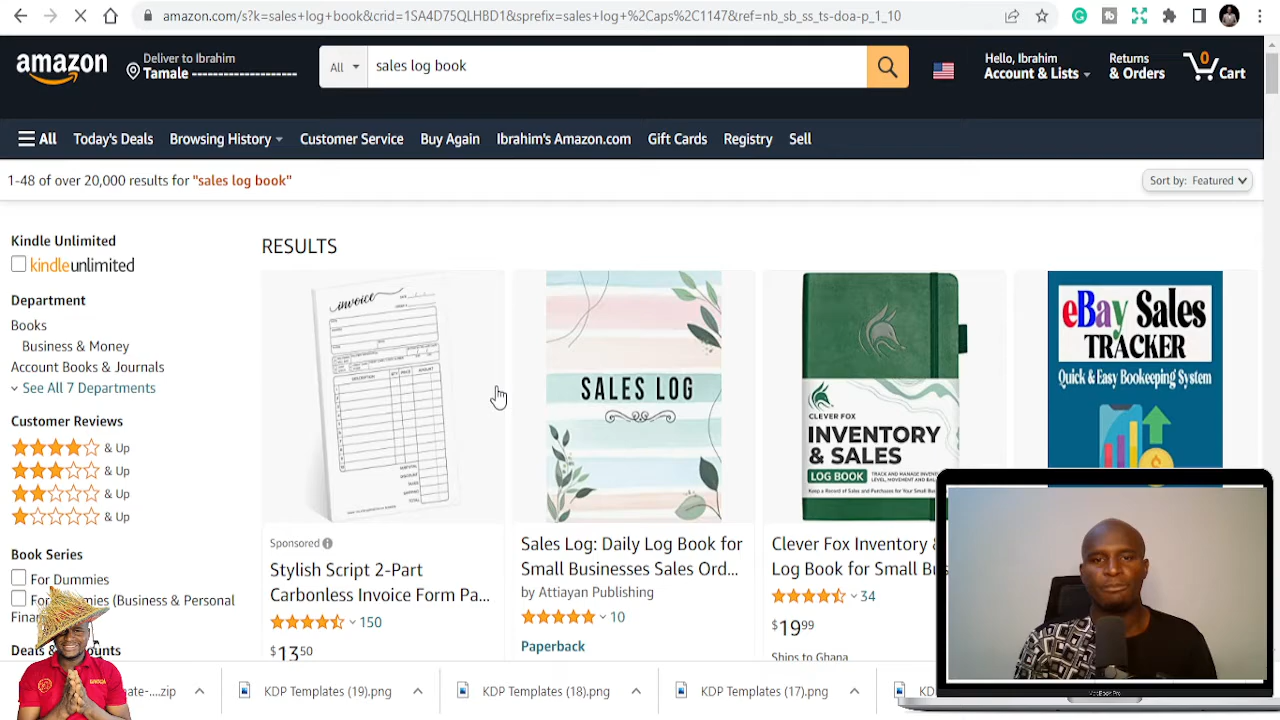 amazon.com/s?k=sales+log+book&crid=1SA4D75QLHBD1&sprefix=sales+log+%2Caps%2C1147&ref=nb_sb_ss_ts-doa-p_1_10
amazon
Deliver to Ibrahim
Tamale ------------------
All
sales log book
Hello, Ibrahim
Account & Lists
Returns
& Orders
0
Cart
All
Today's Deals
Browsing History
Customer Service
Buy Again
Ibrahim's Amazon.com
Gift Cards
Registry
Sell
1-48 of over 20,000 results for "sales log book"
Sort by: Featured
Kindle Unlimited
kindleunlimited
Department
Books
Business & Money
Account Books & Journals
See All 7 Departments
Customer Reviews
& Up
& Up
& Up
& Up
Book Series
For Dummies
(Business & Personal
RESULTS
invoice
DESCRIPTION
Sponsored
Stylish Script 2-Part
Carbonless Invoice Form Pa...
150
$13.50
SALES LOG
Sales Log: Daily Log Book for
Small Businesses Sales Ord...
by Attiayan Publishing
10
Paperback
CLEVER FOX
INVENTORY
& SALES
LOG BOOK
Clever Fox Inventory
Log Book for Small
34
$19.99
Ships to Ghana
eBay Sales
TRACKER
Quick & Easy Bookkeeping System
MacBook Pro
.zip
KDP Templates (19).png
KDP Templates (18).png
KDP Templates (17).png